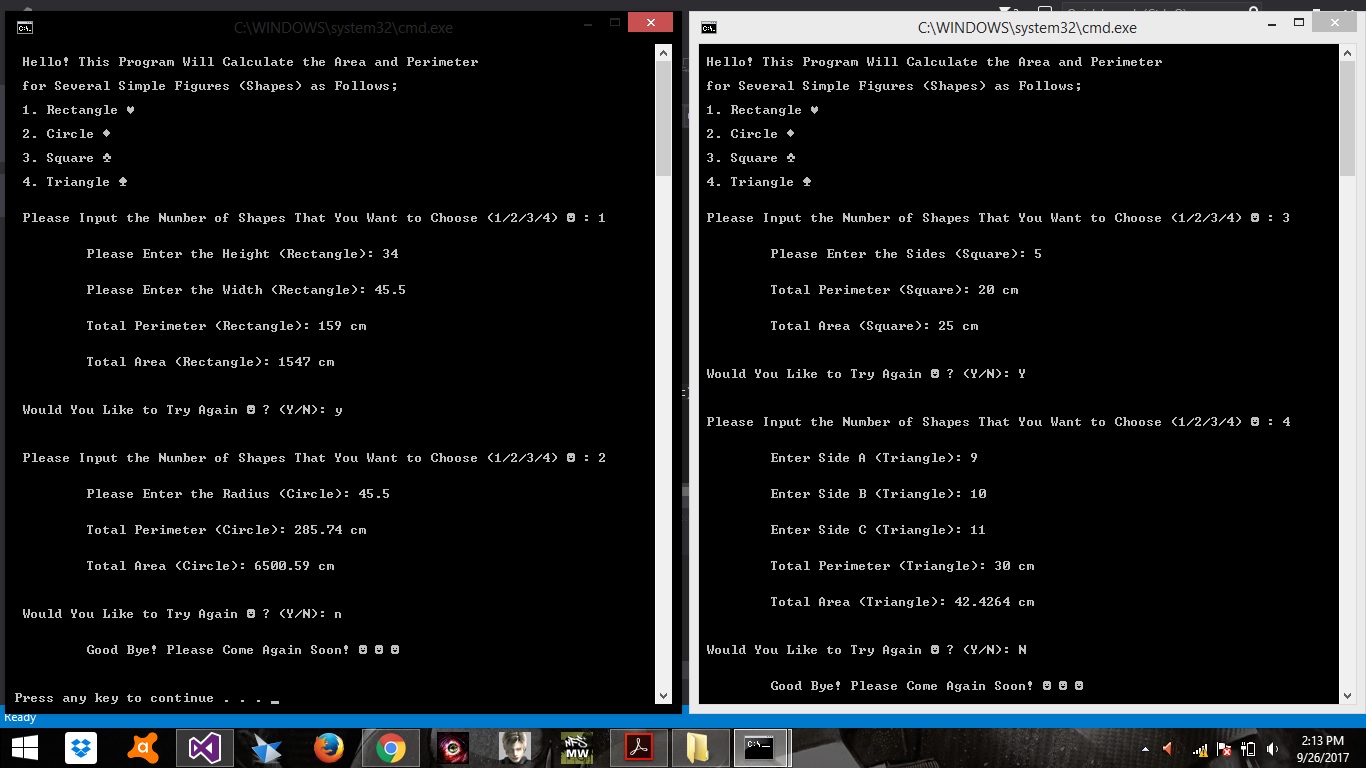 C:\WINDOWS\system32\cmd.exe
Hello! This Program Will Calculate the Area and Perimeter
for Several Simple Figures (Shapes) as Follows;
1. Rectangle ♥
2. Circle ♦
3. Square ♣
4. Triangle ♠
Please Input the Number of Shapes That You Want to Choose (1/2/3/4) ☻ : 1
Please Enter the Height (Rectangle): 34
Please Enter the Width (Rectangle): 45.5
Total Perimeter (Rectangle): 159 cm
Total Area (Rectangle): 1547 cm
Would You Like to Try Again ☻ ? (Y/N): y
Please Input the Number of Shapes That You Want to Choose (1/2/3/4) ☻ : 2
Please Enter the Radius (Circle): 45.5
Total Perimeter (Circle): 285.74 cm
Total Area (Circle): 6500.59 cm
Would You Like to Try Again ☻ ? (Y/N): n
Good Bye! Please Come Again Soon! ☻ ☻ ☻
Press any key to continue . . . _
C:\WINDOWS\system32\cmd.exe
Hello! This Program Will Calculate the Area and Perimeter
for Several Simple Figures (Shapes) as Follows;
1. Rectangle ♥
2. Circle ♦
3. Square ♣
4. Triangle ♠
Please Input the Number of Shapes That You Want to Choose (1/2/3/4) ☻ : 3
Please Enter the Sides (Square): 5
Total Perimeter (Square): 20 cm
Total Area (Square): 25 cm
Would You Like to Try Again ☻ ? (Y/N): Y
Please Input the Number of Shapes That You Want to Choose (1/2/3/4) ☻ : 4
Enter Side A (Triangle): 9
Enter Side B (Triangle): 10
Enter Side C (Triangle): 11
Total Perimeter (Triangle): 30 cm
Total Area (Triangle): 42.4264 cm
Would You Like to Try Again ☻ ? (Y/N): N
Good Bye! Please Come Again Soon! ☻ ☻ ☻
Ready
NFS
MW
2:13 PM
9/26/2017